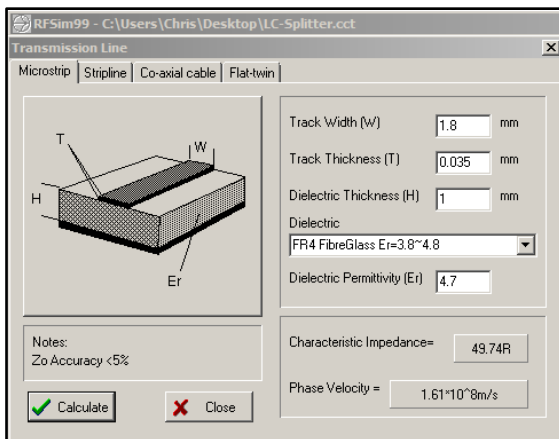 RFSim99 - C:\Users\Chris\Desktop\LC-Splitter.cct
Transmission Line
Microstrip Stripline Co-axial cable Flat-twin
T
W
H
Er
Track Width (W) 1.8 mm
Track Thickness (T) 0.035 mm
Dielectric Thickness (H) 1 mm
Dielectric
FR4 FibreGlass Er=3.8~4.8
Dielectric Permittivity (Er) 4.7
Notes:
Zo Accuracy <5%
Characteristic Impedance= 49.74R
Phase Velocity = 1.61*10^8m/s
Calculate Close